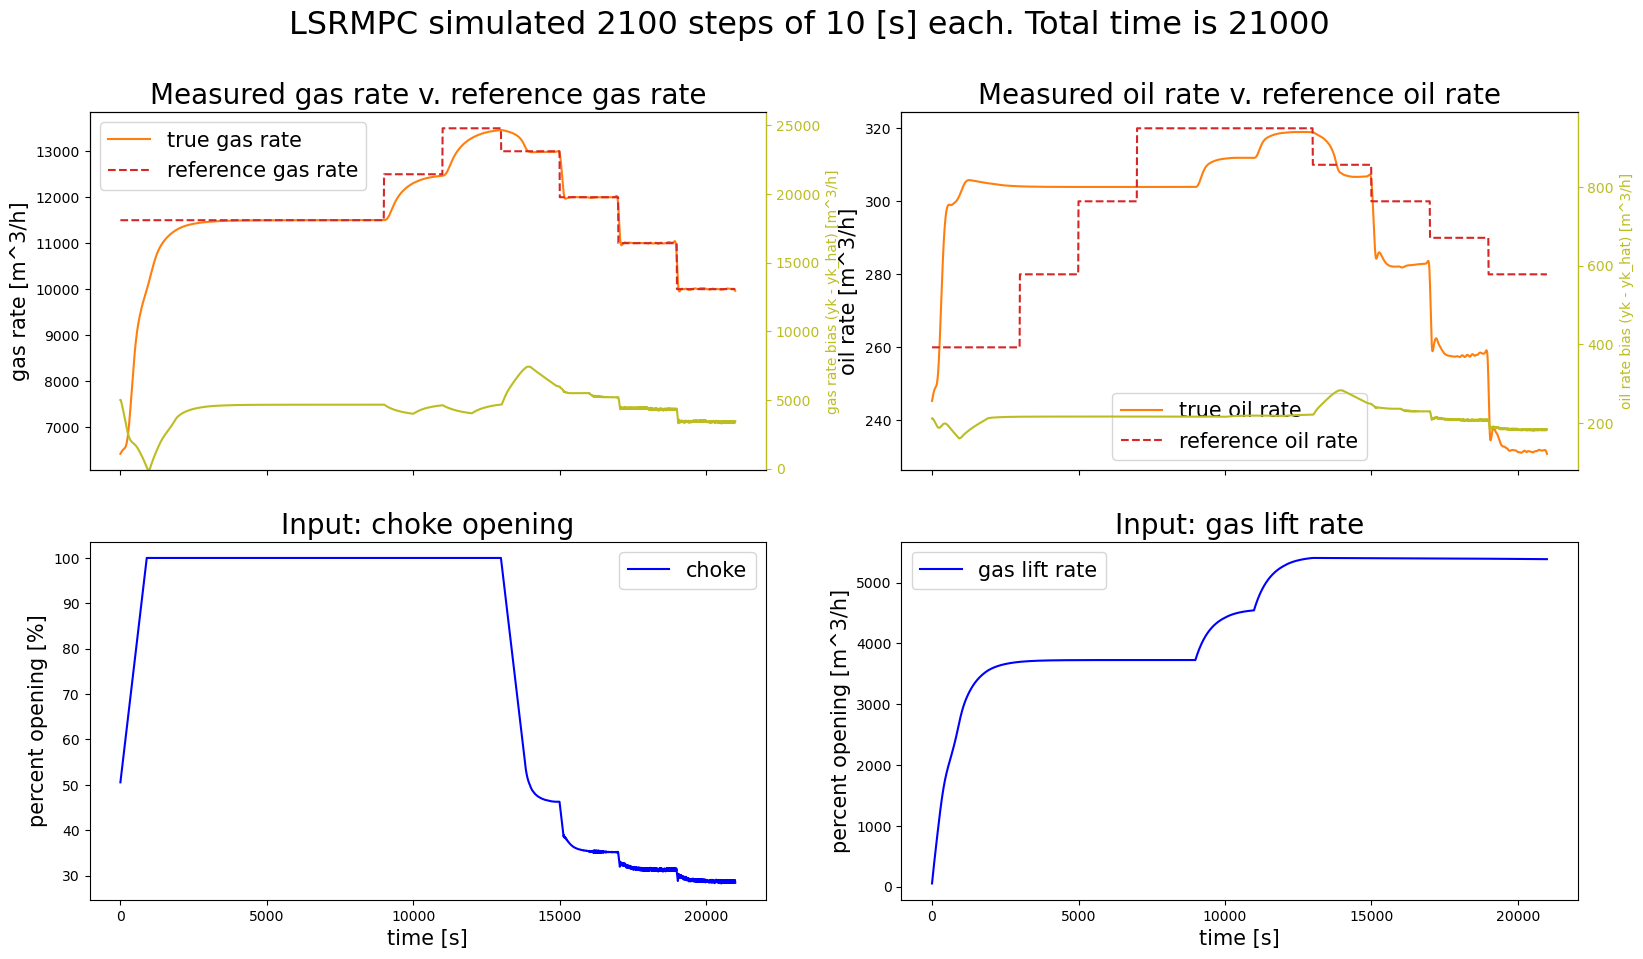 LSRMPC simulated 2100 steps of 10 [s] each. Total time is 21000
Measured gas rate v. reference gas rate
true gas rate
reference gas rate
gas rate [m^3/h]
13000
12000
11000
10000
9000
8000
7000
25000
20000
15000
10000
5000
0
gas rate bias (yk - yk_hat) [m^3/h]
Measured oil rate v. reference oil rate
oil rate [m^3/h]
320
300
280
260
240
true oil rate
reference oil rate
800
600
400
200
oil rate bias (yk - yk_hat) [m^3/h]
Input: choke opening
choke
percent opening [%]
100
90
80
70
60
50
40
30
0
5000
10000
15000
20000
time [s]
Input: gas lift rate
gas lift rate
percent opening [m^3/h]
5000
4000
3000
2000
1000
0
0
5000
10000
15000
20000
time [s]